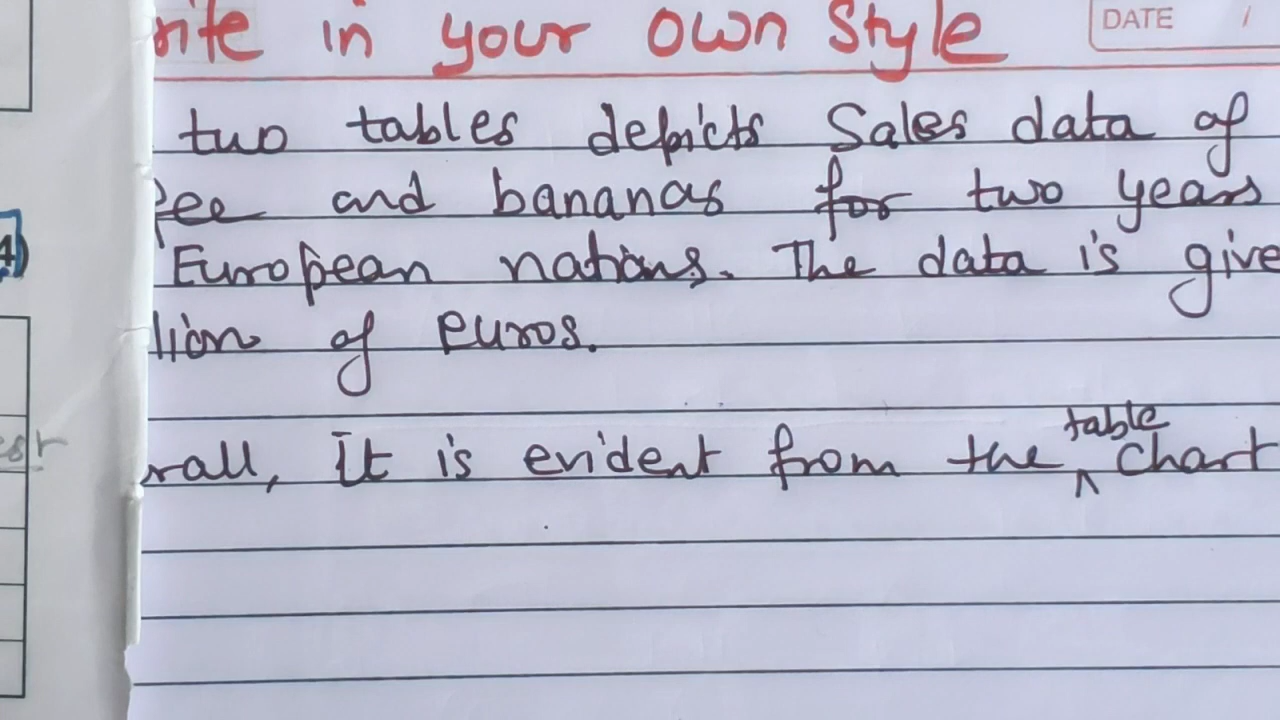 rite in your own Style
DATE /
two tables depicts Sales data of
fee and bananas for two years
4)
European nations. The data is give
lion of euros.
table
rall, It is evident from the ^ Chart